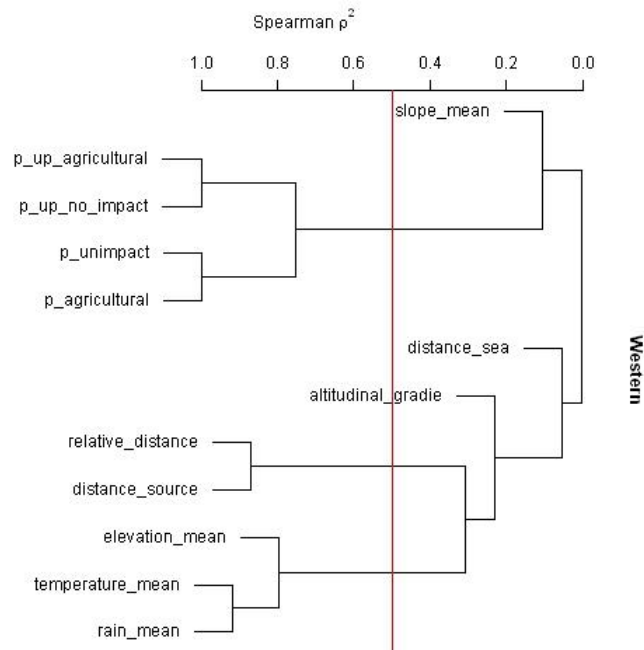 Spearman ρ²
1.0 0.8 0.6 0.4 0.2 0.0
slope_mean
p_up_agricultural
p_up_no_impact
p_unimpact
p_agricultural
distance_sea
altitudinal_gradie
relative_distance
distance_source
elevation_mean
temperature_mean
rain_mean
Western